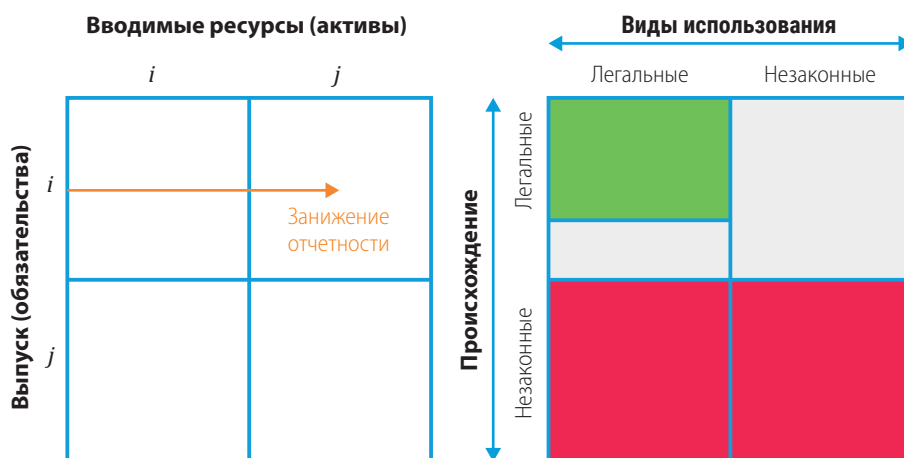 Вводимые ресурсы (активы)
i
j
Выпуск (обязательства)
i
j
Занижение
отчетности
Виды использования
Легальные
Незаконные
Происхождение
Легальные
Незаконные